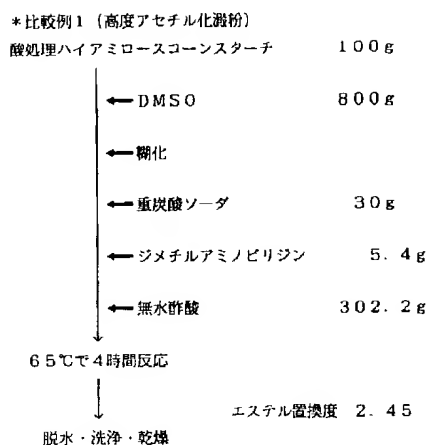 *比較例1（高度アセチル化澱粉）
酸処理ハイアミロースコーンスターチ 100g
DMSO 800g
糊化
重炭酸ソーダ 30g
ジメチルアミノピリジン 5.4g
無水酢酸 302.2g
65℃で4時間反応
エステル置換度 2.45
脱水・洗浄・乾燥